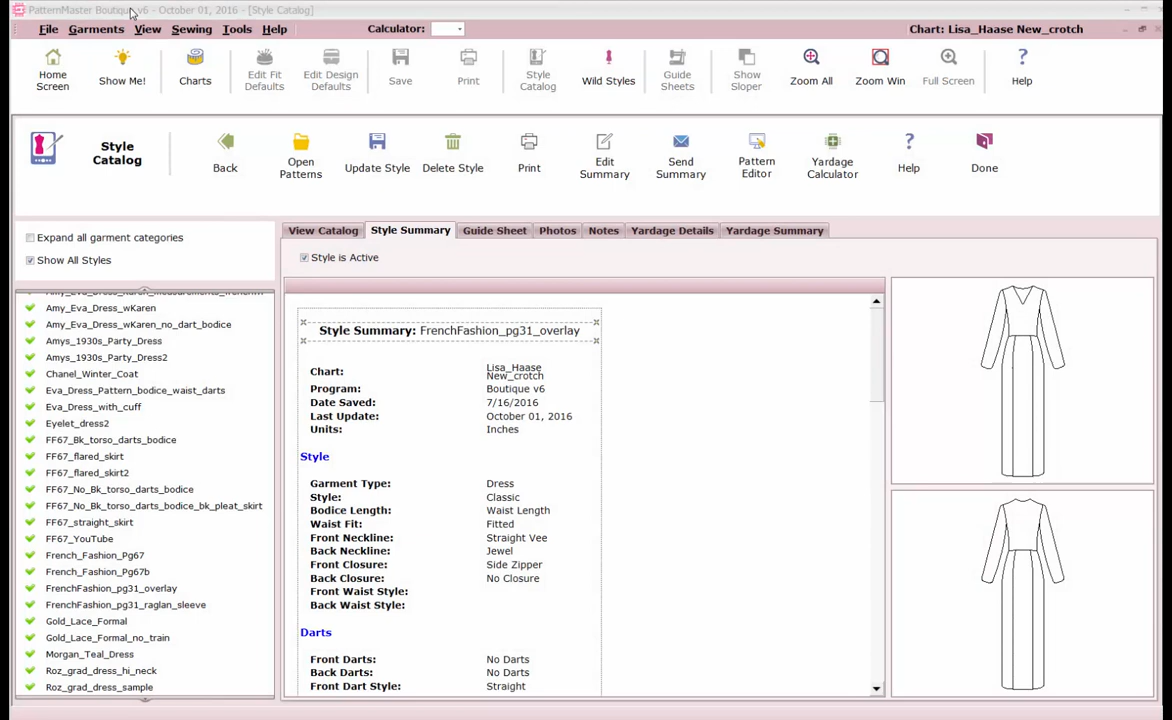 PatternMaster Boutique v6 - October 01, 2016 - [Style Catalog]
File Garments View Sewing Tools Help Calculator: Chart: Lisa_Haase New_crotch
Home Screen Show Me! Charts Edit Fit Defaults Edit Design Defaults Save Print Style Catalog Wild Styles Guide Sheets Show Sloper Zoom All Zoom Win Full Screen Help
Style Catalog Back Open Patterns Update Style Delete Style Print Edit Summary Send Summary Pattern Editor Yardage Calculator Help Done
Expand all garment categories
Show All Styles
Amy_Eva_Dress_wKaren
Amy_Eva_Dress_wKaren_no_dart_bodice
Amys_1930s_Party_Dress
Amys_1930s_Party_Dress2
Chanel_Winter_Coat
Eva_Dress_Pattern_bodice_waist_darts
Eva_Dress_with_cuff
Eyelet_dress2
FF67_Bk_torso_darts_bodice
FF67_flared_skirt
FF67_flared_skirt2
FF67_No_Bk_torso_darts_bodice
FF67_No_Bk_torso_darts_bodice_bk_pleat_skirt
FF67_straight_skirt
FF67_YouTube
French_Fashion_Pg67
French_Fashion_Pg67b
FrenchFashion_pg31_overlay
FrenchFashion_pg31_raglan_sleeve
Gold_Lace_Formal
Gold_Lace_Formal_no_train
Morgan_Teal_Dress
Roz_grad_dress_hi_neck
Roz_grad_dress_sample
View Catalog Style Summary Guide Sheet Photos Notes Yardage Details Yardage Summary
Style is Active
Style Summary: FrenchFashion_pg31_overlay
Chart: Lisa_Haase New_crotch
Program: Boutique v6
Date Saved: 7/16/2016
Last Update: October 01, 2016
Units: Inches
Style
Garment Type: Dress
Style: Classic
Bodice Length: Waist Length
Waist Fit: Fitted
Front Neckline: Straight Vee
Back Neckline: Jewel
Front Closure: Side Zipper
Back Closure: No Closure
Front Waist Style:
Back Waist Style:
Darts
Front Darts: No Darts
Back Darts: No Darts
Front Dart Style: Straight